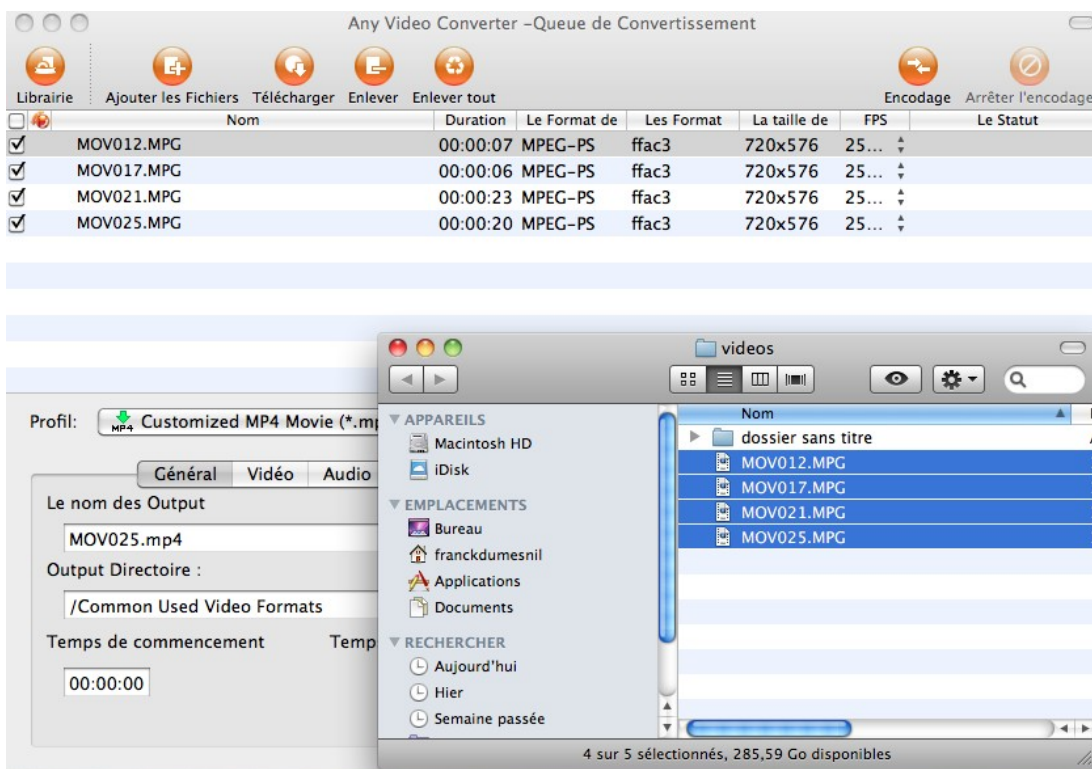 Any Video Converter –Queue de Convertissement
Librairie Ajouter les Fichiers Télécharger Enlever Enlever tout Encodage Arrêter l'encodage
Nom Duration Le Format de Les Format La taille de FPS Le Statut
MOV012.MPG 00:00:07 MPEG-PS ffac3 720x576 25...
MOV017.MPG 00:00:06 MPEG-PS ffac3 720x576 25...
MOV021.MPG 00:00:23 MPEG-PS ffac3 720x576 25...
MOV025.MPG 00:00:20 MPEG-PS ffac3 720x576 25...
Profil: MP4 Customized MP4 Movie (*.mp
Général Vidéo Audio
Le nom des Output
MOV025.mp4
Output Directoire :
/Common Used Video Formats
Temps de commencement Temp
00:00:00
videos
APPAREILS
Macintosh HD
iDisk
EMPLACEMENTS
Bureau
franckdumesnil
Applications
Documents
RECHERCHER
Aujourd'hui
Hier
Semaine passée
Nom
dossier sans titre
MOV012.MPG
MOV017.MPG
MOV021.MPG
MOV025.MPG
4 sur 5 sélectionnés, 285,59 Go disponibles